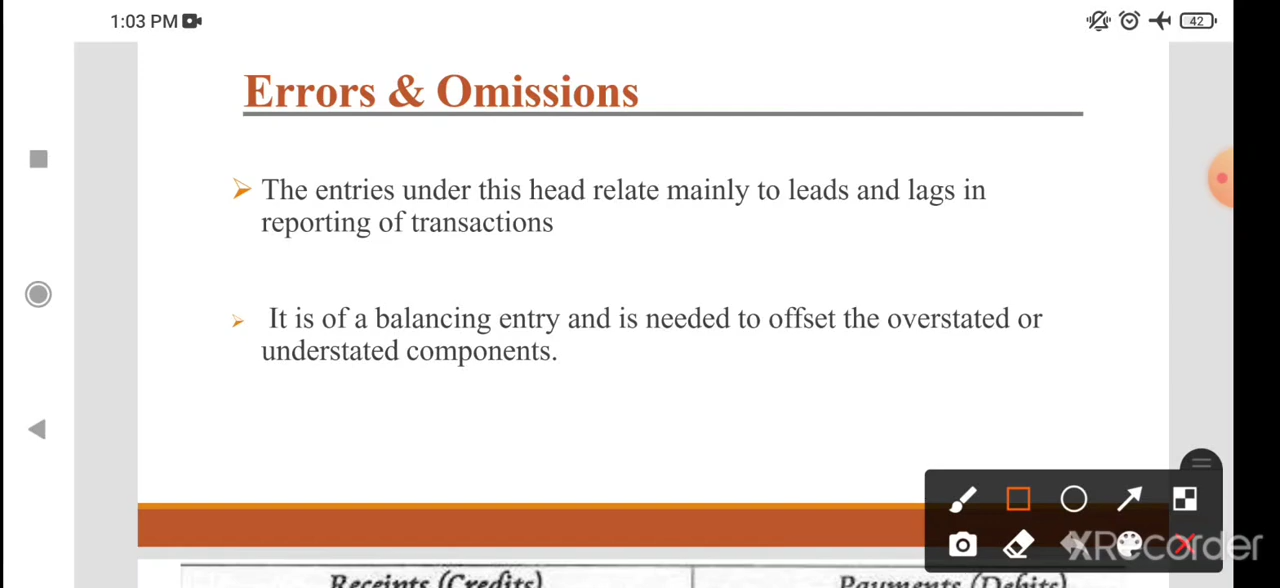 1:03 PM
42
Errors & Omissions
The entries under this head relate mainly to leads and lags in
reporting of transactions
It is of a balancing entry and is needed to offset the overstated or
understated components.
XRecorder
Receipts (Credits)
Payments (Debits)